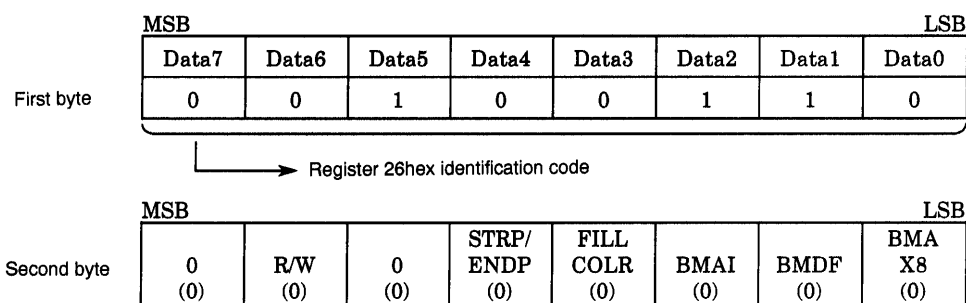 MSB LSB
Data7 Data6 Data5 Data4 Data3 Data2 Data1 Data0
First byte 0 0 1 0 0 1 1 0
Register 26hex identification code
MSB LSB
STRP/ FILL BMA
Second byte 0 R/W 0 ENDP COLR BMAI BMDF X8
(0) (0) (0) (0) (0) (0) (0) (0)